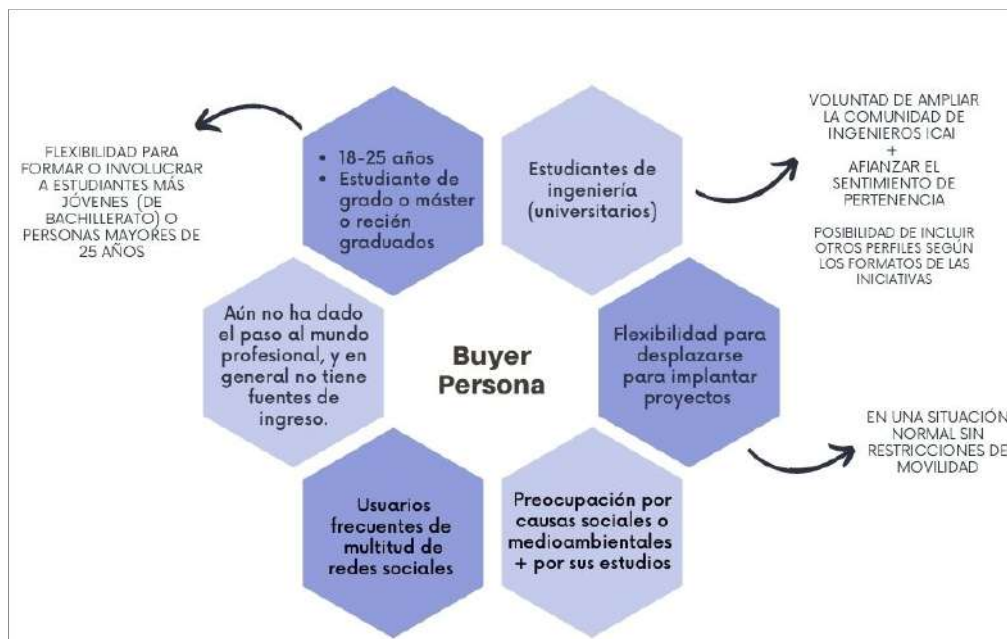 FLEXIBILIDAD PARA
FORMAR O INVOLUCRAR
A ESTUDIANTES MÁS
JÓVENES (DE
BACHILLERATO) O
PERSONAS MAYORES DE
25 AÑOS
• 18-25 años
• Estudiante de
grado o máster
o recién
graduados
Estudiantes de
ingeniería
(universitarios)
VOLUNTAD DE AMPLIAR
LA COMUNIDAD DE
INGENIEROS ICAI
+
AFIANZAR EL
SENTIMIENTO DE
PERTENENCIA
POSIBILIDAD DE INCLUIR
OTROS PERFILES SEGÚN
LOS FORMATOS DE LAS
INICIATIVAS
Aún no ha dado
el paso al mundo
profesional, y en
general no tiene
fuentes de
ingreso.
Buyer
Persona
Flexibilidad para
desplazarse
para implantar
proyectos
EN UNA SITUACIÓN
NORMAL SIN
RESTRICCIONES DE
MOVILIDAD
Usuarios
frecuentes de
multitud de
redes sociales
Preocupación por
causas sociales o
medioambientales
+ por sus estudios